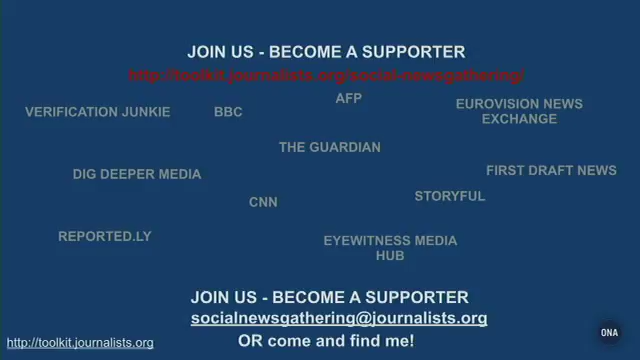 JOIN US - BECOME A SUPPORTER
http://toolkit.journalists.org/social-newsgathering/
AFP
VERIFICATION JUNKIE
BBC
EUROVISION NEWS
EXCHANGE
THE GUARDIAN
DIG DEEPER MEDIA
FIRST DRAFT NEWS
CNN
STORYFUL
REPORTED.LY
EYEWITNESS MEDIA
HUB
JOIN US - BECOME A SUPPORTER
socialnewsgathering@journalists.org
OR come and find me!
http://toolkit.journalists.org
ONA